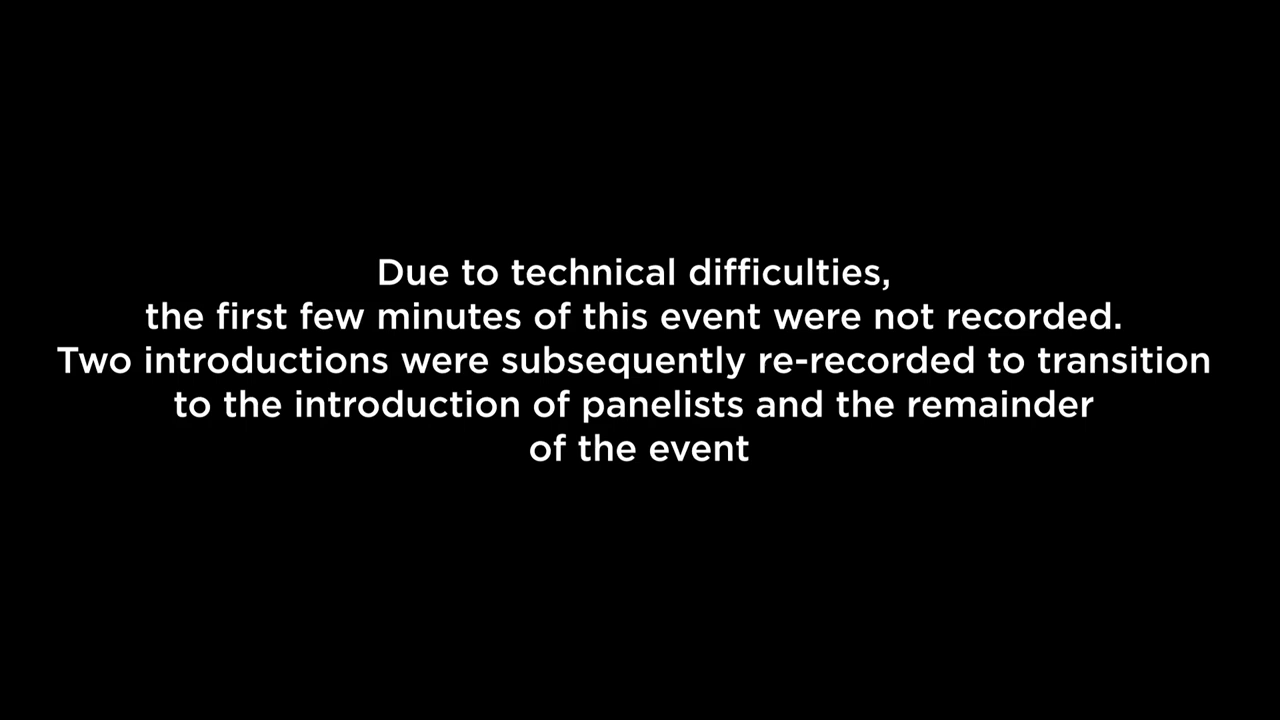 Due to technical difficulties,
the first few minutes of this event were not recorded.
Two introductions were subsequently re-recorded to transition
to the introduction of panelists and the remainder
of the event